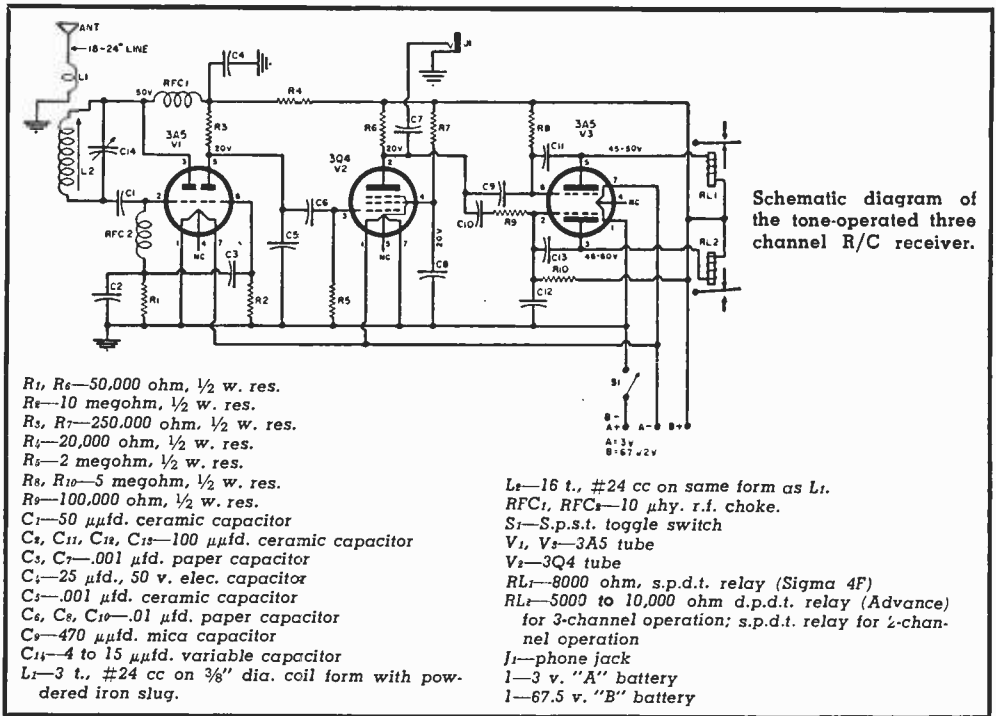 ANT
18-24" LINE
L1
C4
J1
RFC1
50V
R4
R3
R6
C7
R7
R8
3A5
V3
C11
45-50V
3A5
V1
20V
3Q4
V2
20V
C14
L2
C1
RFC 2
C6
C9
C10
R9
NC
RL1
RL2
C5
20V
C8
C13
45-50V
R10
C12
NC
C3
NC
C2
R1
R2
R5
S1
B-
A+
A-
B+
A=3v
B=67 1/2V
Schematic diagram of
the tone-operated three
channel R/C receiver.
R1, R6—50,000 ohm, ½ w. res.
R2—10 megohm, ½ w. res.
R3, R7—250,000 ohm, ½ w. res.
R4—20,000 ohm, ½ w. res.
R5—2 megohm, ½ w. res.
R8, R10—5 megohm, ½ w. res.
R9—100,000 ohm, ½ w. res.
C1—50 μμfd. ceramic capacitor
C2, C11, C12, C13—100 μμfd. ceramic capacitor
C3, C7—.001 μfd. paper capacitor
C4—25 μfd., 50 v. elec. capacitor
C5—.001 μfd. ceramic capacitor
C6, C8, C10—.01 μfd. paper capacitor
C9—470 μμfd. mica capacitor
C14—4 to 15 μμfd. variable capacitor
L1—3 t., #24 cc on ⅜" dia. coil form with pow-
dered iron slug.
L2—16 t., #24 cc on same form as L1.
RFC1, RFC2—10 μhy. r.f. choke.
S1—S.p.s.t. toggle switch
V1, V3—3A5 tube
V2—3Q4 tube
RL1—8000 ohm, s.p.d.t. relay (Sigma 4F)
RL2—5000 to 10,000 ohm d.p.d.t. relay (Advance)
for 3-channel operation; s.p.d.t. relay for 2-chan-
nel operation
J1—phone jack
1—3 v. "A" battery
1—67.5 v. "B" battery